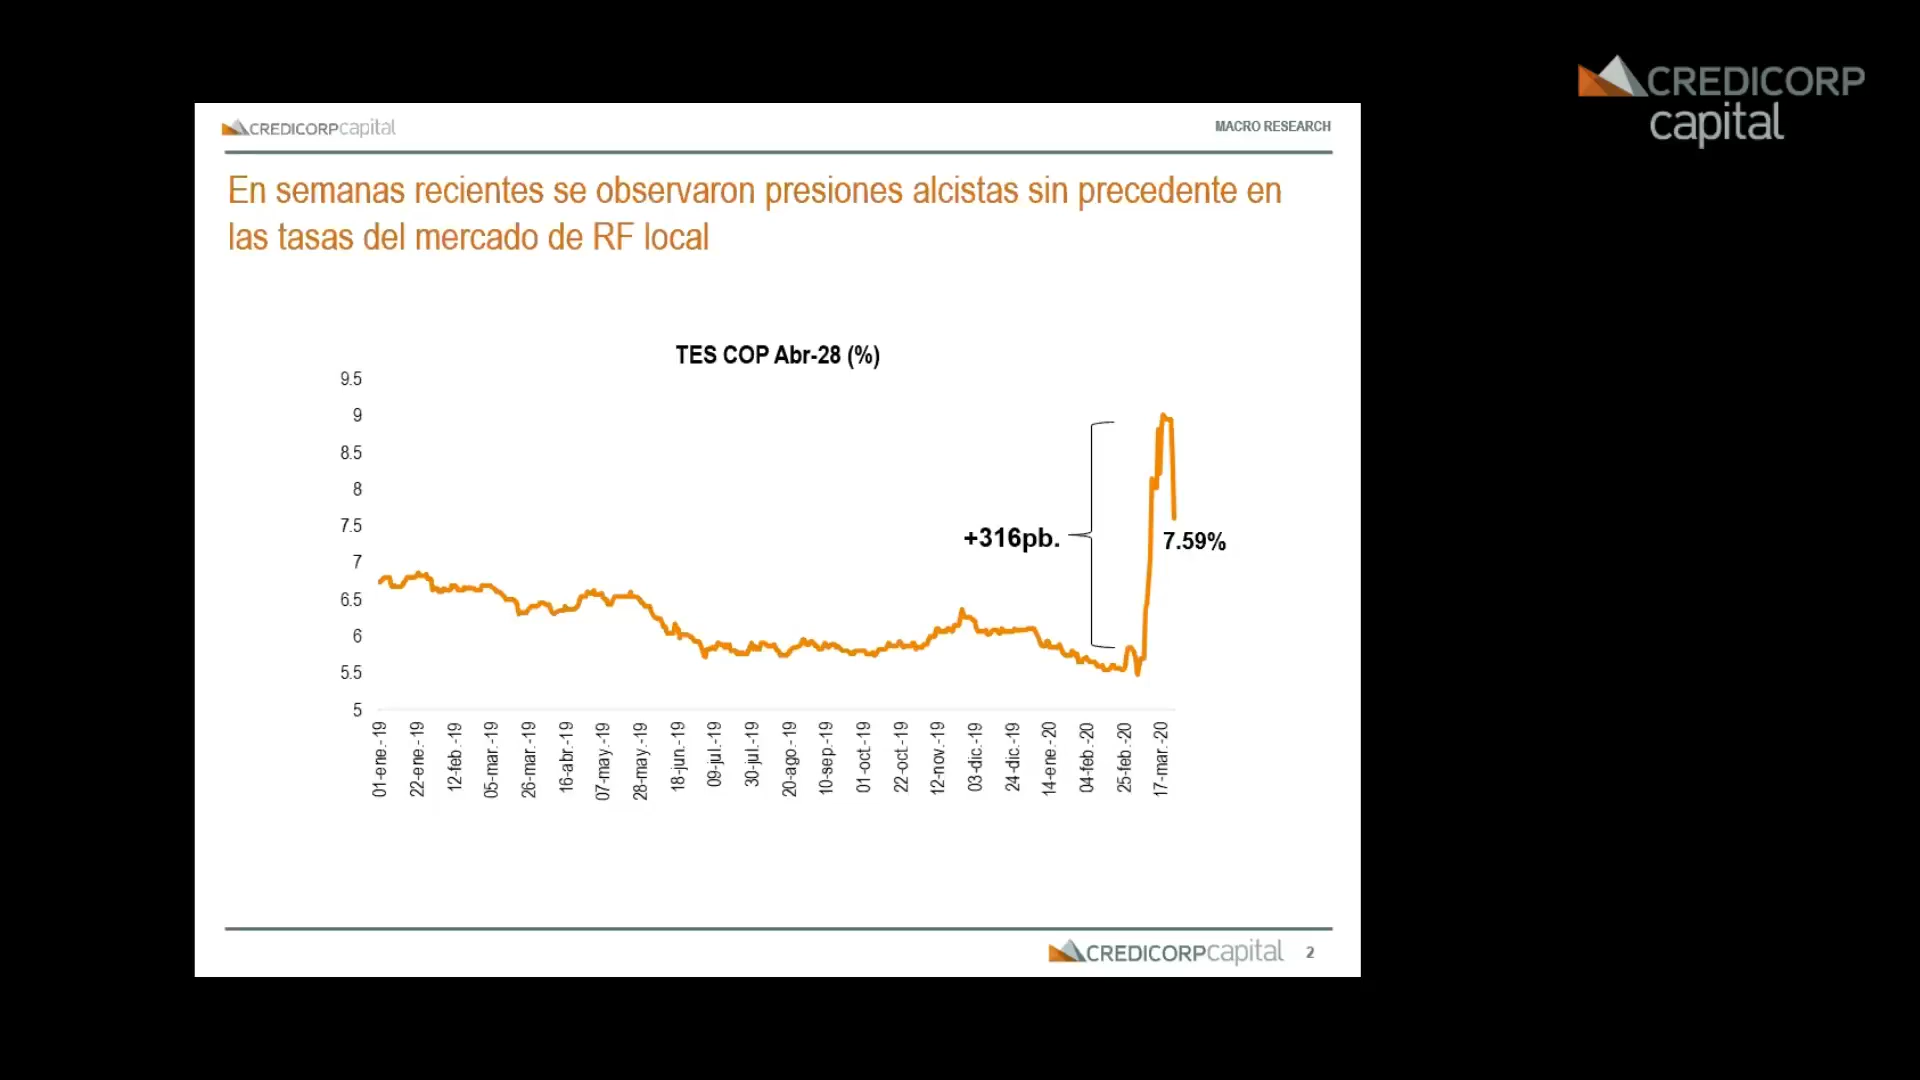 CREDICORP
capital
CREDICORPcapital
MACRO RESEARCH
En semanas recientes se observaron presiones alcistas sin precedente en
las tasas del mercado de RF local
TES COP Abr-28 (%)
9.5
9
8.5
8
7.5
7
6.5
6
5.5
5
+316pb.
7.59%
01-ene.-19
22-ene.-19
12-feb.-19
05-mar.-19
26-mar.-19
16-abr.-19
07-may.-19
28-may.-19
18-jun.-19
09-jul.-19
30-jul.-19
20-ago.-19
10-sep.-19
01-oct.-19
22-oct.-19
12-nov.-19
03-dic.-19
24-dic.-19
14-ene.-20
04-feb.-20
25-feb.-20
17-mar.-20
CREDICORPcapital
2